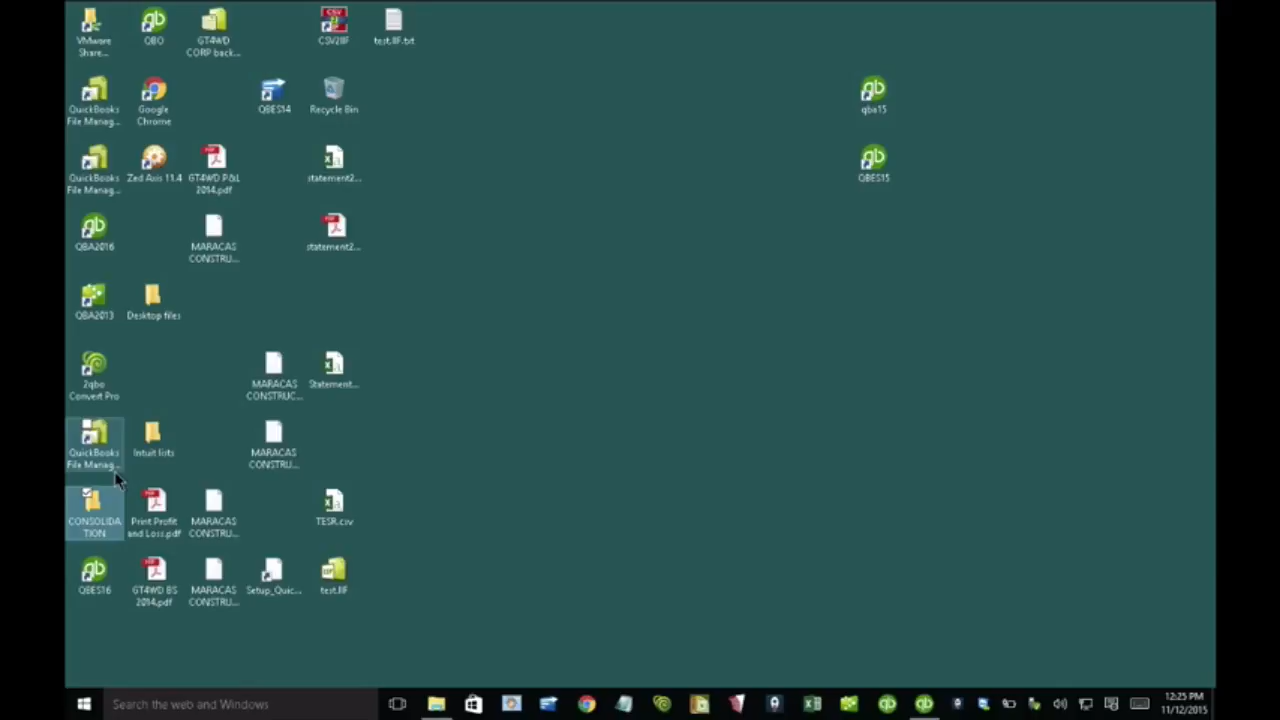 VMware
Share...
QBO
GT4WD
CORP back...
CSV
CSV2IIF
test.IIF.txt
QuickBooks
File Manag...
Google
Chrome
QBES14
Recycle Bin
qba15
QuickBooks
File Manag...
Zed Axis 11.4
GT4WD P&L
2014.pdf
statement2...
QBES15
QBA2016
MARACAS
CONSTRU...
statement2...
QBA2013
Desktop files
2qbo
Convert Pro
MARACAS
CONSTRUC...
Statement...
QuickBooks
File Manag...
Intuit lists
MARACAS
CONSTRU...
CONSOLIDA
TION
Print Profit
and Loss.pdf
MARACAS
CONSTRU...
TESR.csv
QBES16
GT4WD BS
2014.pdf
MARACAS
CONSTRU...
Setup_Quic...
test.IIF
Search the web and Windows
12:25 PM
11/12/2015